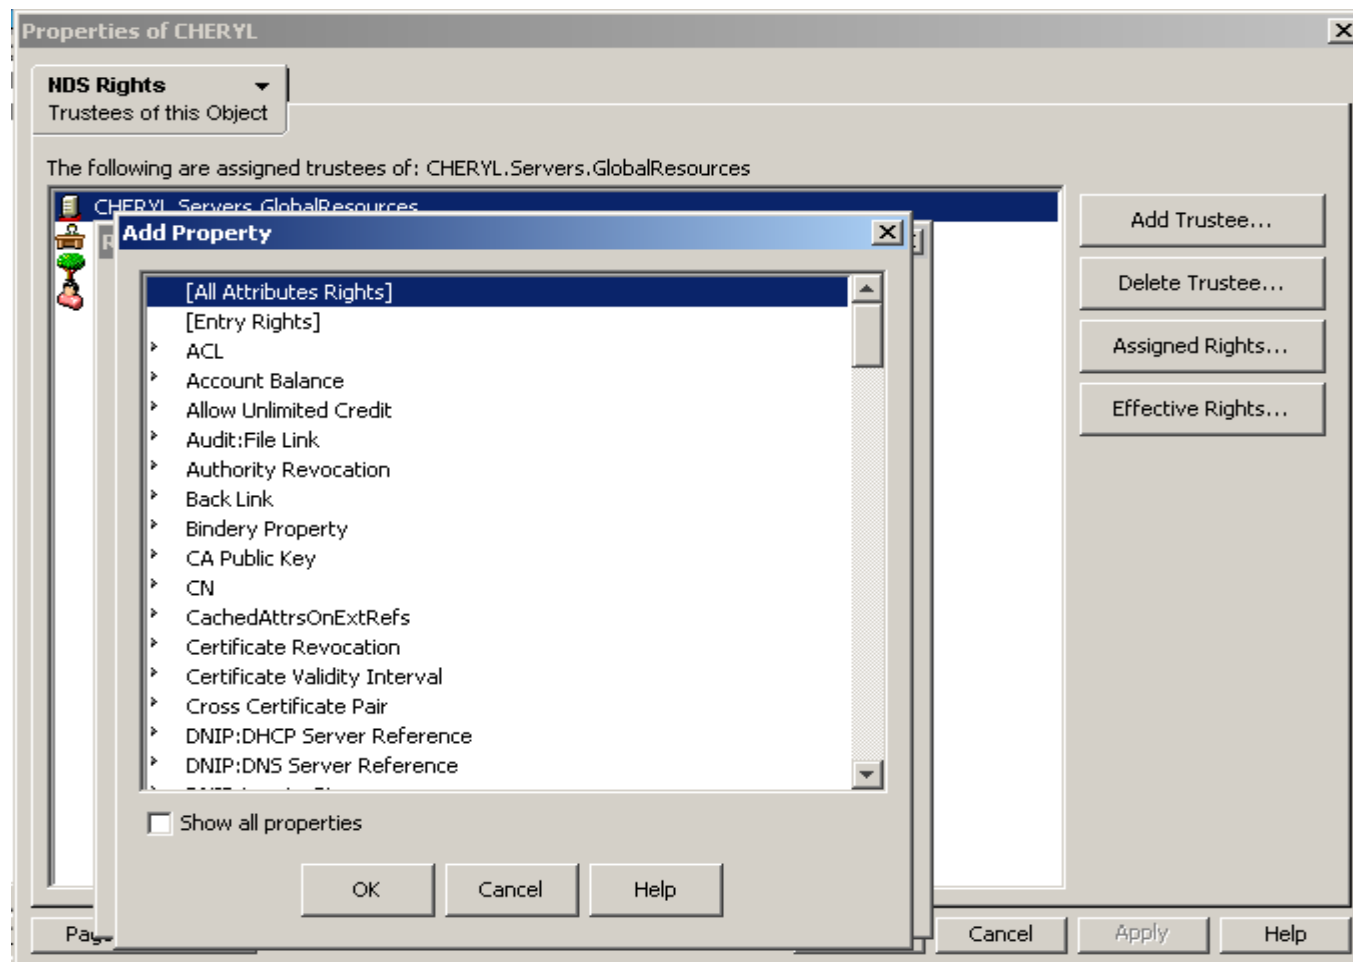 Properties of CHERYL
NDS Rights
Trustees of this Object
The following are assigned trustees of: CHERYL.Servers.GlobalResources
CHERYL.Servers.GlobalResources
Add Property
[All Attributes Rights]
[Entry Rights]
ACL
Account Balance
Allow Unlimited Credit
Audit:File Link
Authority Revocation
Back Link
Bindery Property
CA Public Key
CN
CachedAttrsOnExtRefs
Certificate Revocation
Certificate Validity Interval
Cross Certificate Pair
DNIP:DHCP Server Reference
DNIP:DNS Server Reference
Show all properties
OK Cancel Help
Add Trustee...
Delete Trustee...
Assigned Rights...
Effective Rights...
Cancel Apply Help